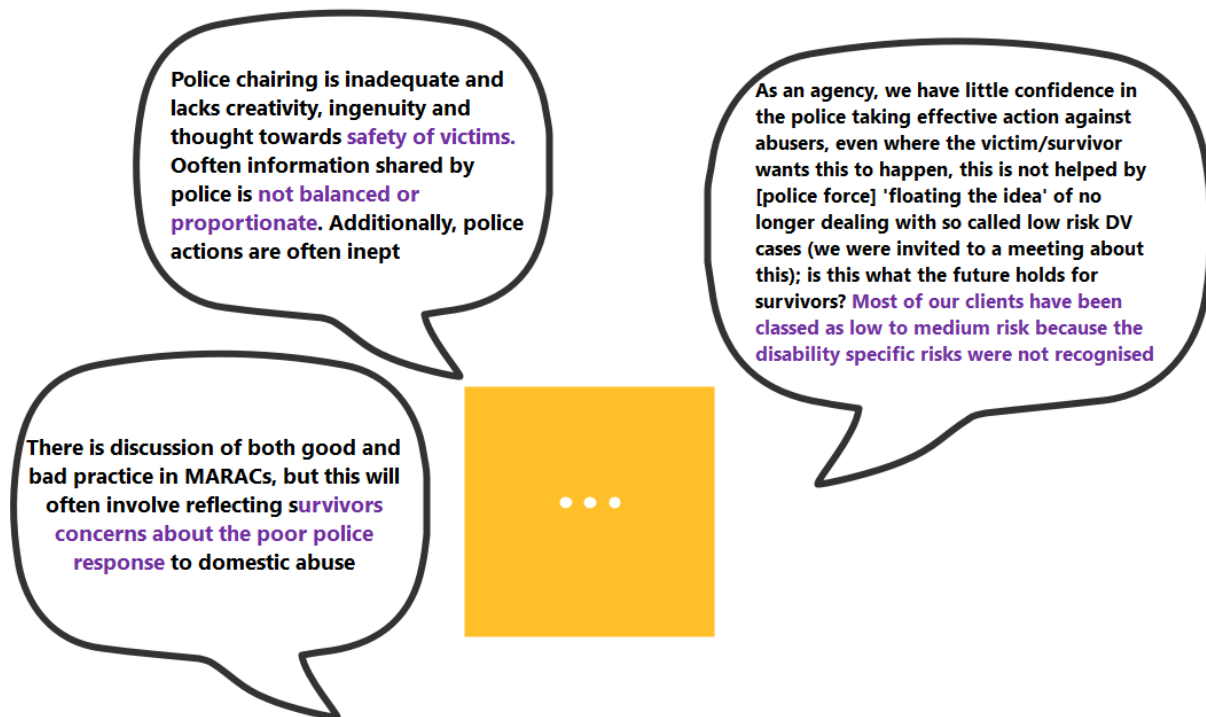 Police chairing is inadequate and
lacks creativity, ingenuity and
thought towards safety of victims.
Ooften information shared by
police is not balanced or
proportionate. Additionally, police
actions are often inept
As an agency, we have little confidence in
the police taking effective action against
abusers, even where the victim/survivor
wants this to happen, this is not helped by
[police force] 'floating the idea' of no
longer dealing with so called low risk DV
cases (we were invited to a meeting about
this); is this what the future holds for
survivors? Most of our clients have been
classed as low to medium risk because the
disability specific risks were not recognised
There is discussion of both good and
bad practice in MARACs, but this will
often involve reflecting survivors
concerns about the poor police
response to domestic abuse
...